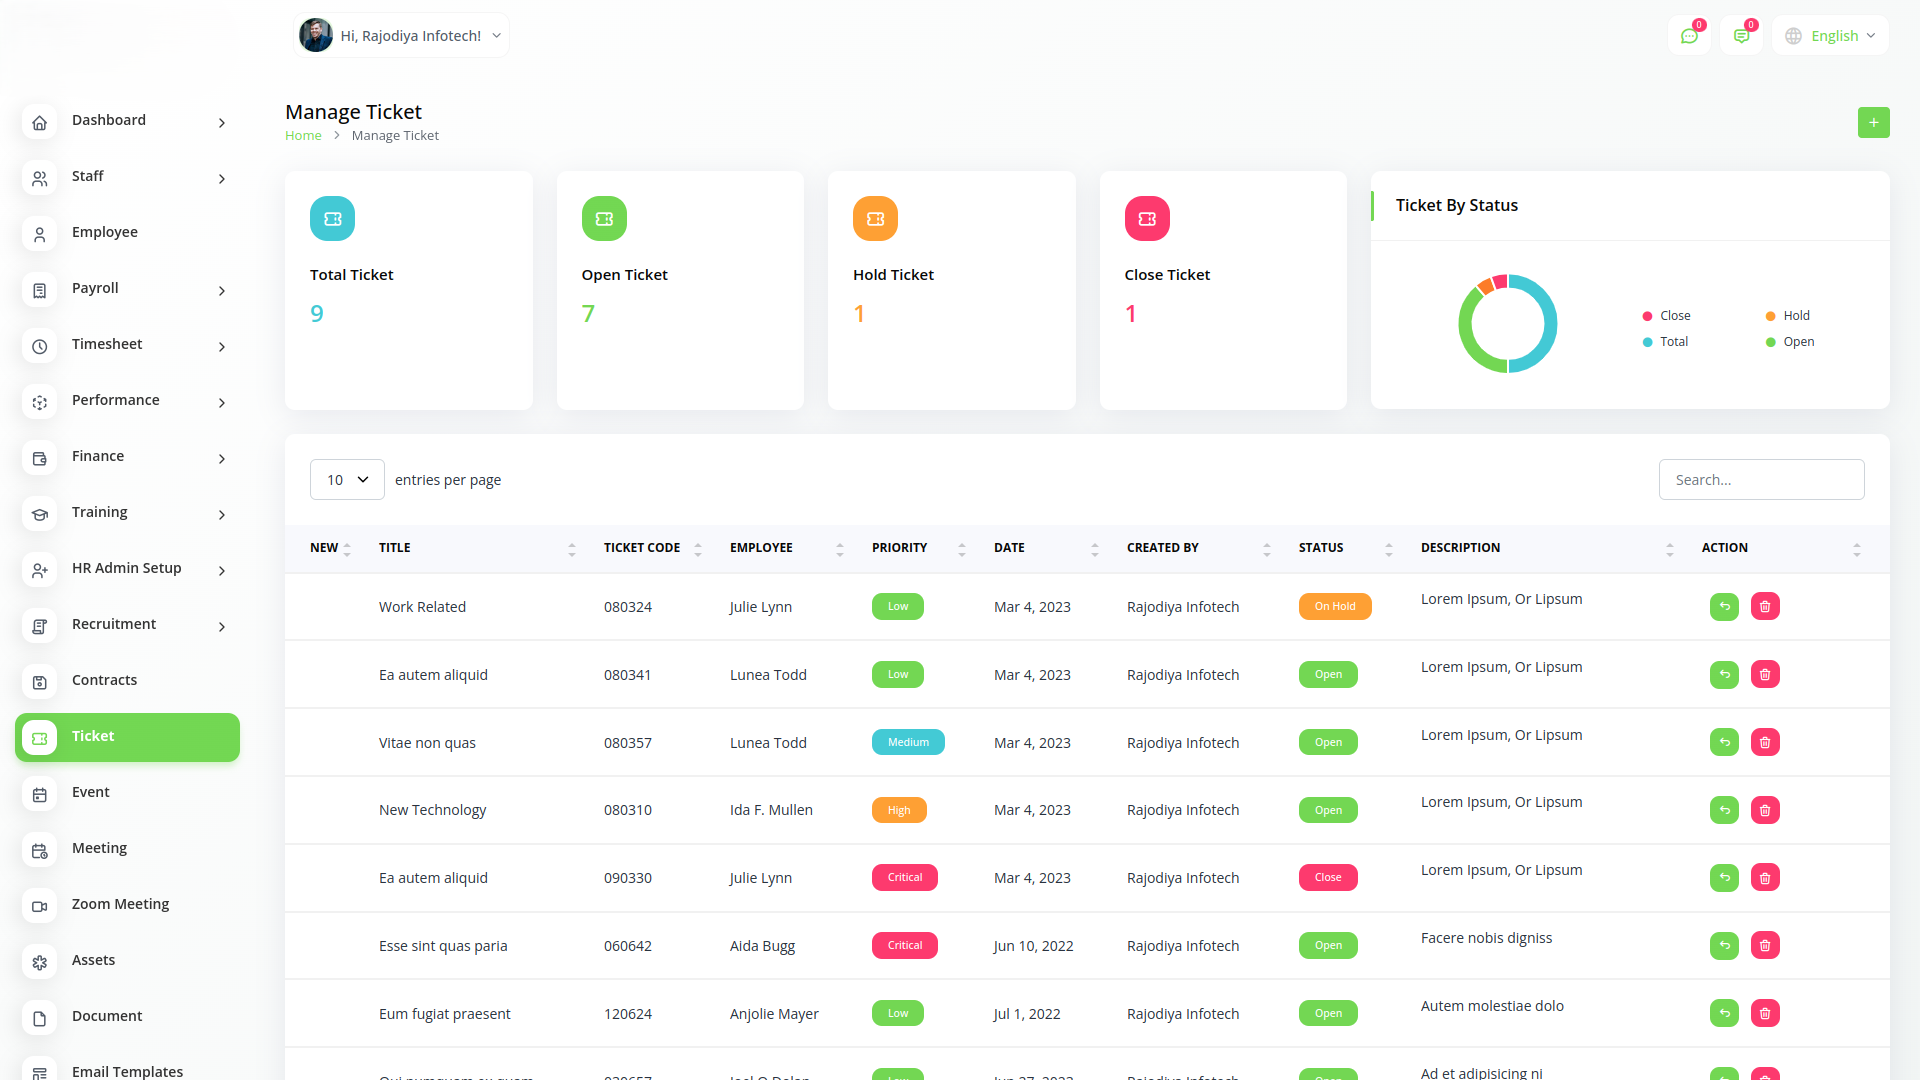 Hi, Rajodiya Infotech!
0
0
English
Dashboard
Staff
Employee
Payroll
Timesheet
Performance
Finance
Training
HR Admin Setup
Recruitment
Contracts
Ticket
Event
Meeting
Zoom Meeting
Assets
Document
Email Templates
Manage Ticket
Home > Manage Ticket
+
Total Ticket
9
Open Ticket
7
Hold Ticket
1
Close Ticket
1
Ticket By Status
Close Hold
Total Open
10 entries per page
Search...
NEW TITLE TICKET CODE EMPLOYEE PRIORITY DATE CREATED BY STATUS DESCRIPTION ACTION
Work Related 080324 Julie Lynn Low Mar 4, 2023 Rajodiya Infotech On Hold Lorem Ipsum, Or Lipsum
Ea autem aliquid 080341 Lunea Todd Low Mar 4, 2023 Rajodiya Infotech Open Lorem Ipsum, Or Lipsum
Vitae non quas 080357 Lunea Todd Medium Mar 4, 2023 Rajodiya Infotech Open Lorem Ipsum, Or Lipsum
New Technology 080310 Ida F. Mullen High Mar 4, 2023 Rajodiya Infotech Open Lorem Ipsum, Or Lipsum
Ea autem aliquid 090330 Julie Lynn Critical Mar 4, 2023 Rajodiya Infotech Close Lorem Ipsum, Or Lipsum
Esse sint quas paria 060642 Aida Bugg Critical Jun 10, 2022 Rajodiya Infotech Open Facere nobis digniss
Eum fugiat praesent 120624 Anjolie Mayer Low Jul 1, 2022 Rajodiya Infotech Open Autem molestiae dolo
Rajodiya Infotech Ad et adipisicing ni